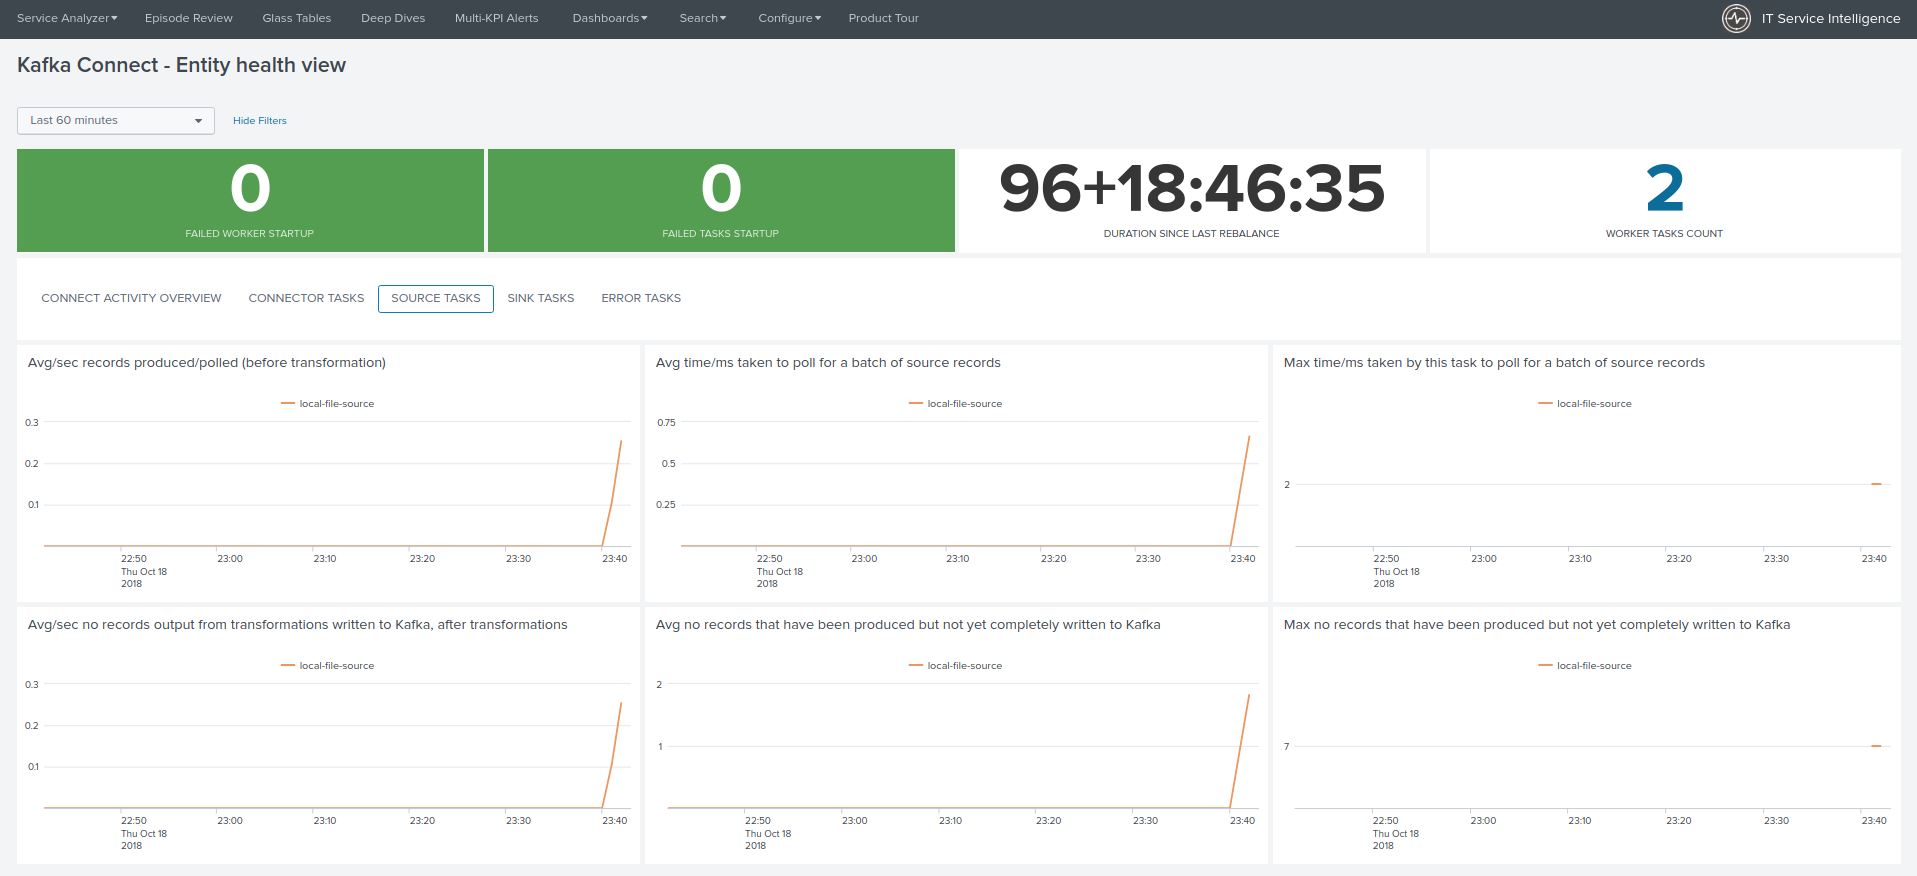 Service Analyzer Episode Review Glass Tables Deep Dives Multi-KPI Alerts Dashboards Search Configure Product Tour IT Service Intelligence
Kafka Connect - Entity health view
Last 60 minutes Hide Filters
0 0 96+18:46:35 2
FAILED WORKER STARTUP FAILED TASKS STARTUP DURATION SINCE LAST REBALANCE WORKER TASKS COUNT
CONNECT ACTIVITY OVERVIEW CONNECTOR TASKS SOURCE TASKS SINK TASKS ERROR TASKS
Avg/sec records produced/polled (before transformation)
local-file-source
0.3
0.2
0.1
22:50 23:00 23:10 23:20 23:30 23:40
Thu Oct 18
2018
Avg time/ms taken to poll for a batch of source records
local-file-source
0.75
0.5
0.25
22:50 23:00 23:10 23:20 23:30 23:40
Thu Oct 18
2018
Max time/ms taken by this task to poll for a batch of source records
local-file-source
2
22:50 23:00 23:10 23:20 23:30 23:40
Thu Oct 18
2018
Avg/sec no records output from transformations written to Kafka, after transformations
local-file-source
0.3
0.2
0.1
22:50 23:00 23:10 23:20 23:30 23:40
Thu Oct 18
2018
Avg no records that have been produced but not yet completely written to Kafka
local-file-source
2
1
22:50 23:00 23:10 23:20 23:30 23:40
Thu Oct 18
2018
Max no records that have been produced but not yet completely written to Kafka
local-file-source
7
22:50 23:00 23:10 23:20 23:30 23:40
Thu Oct 18
2018